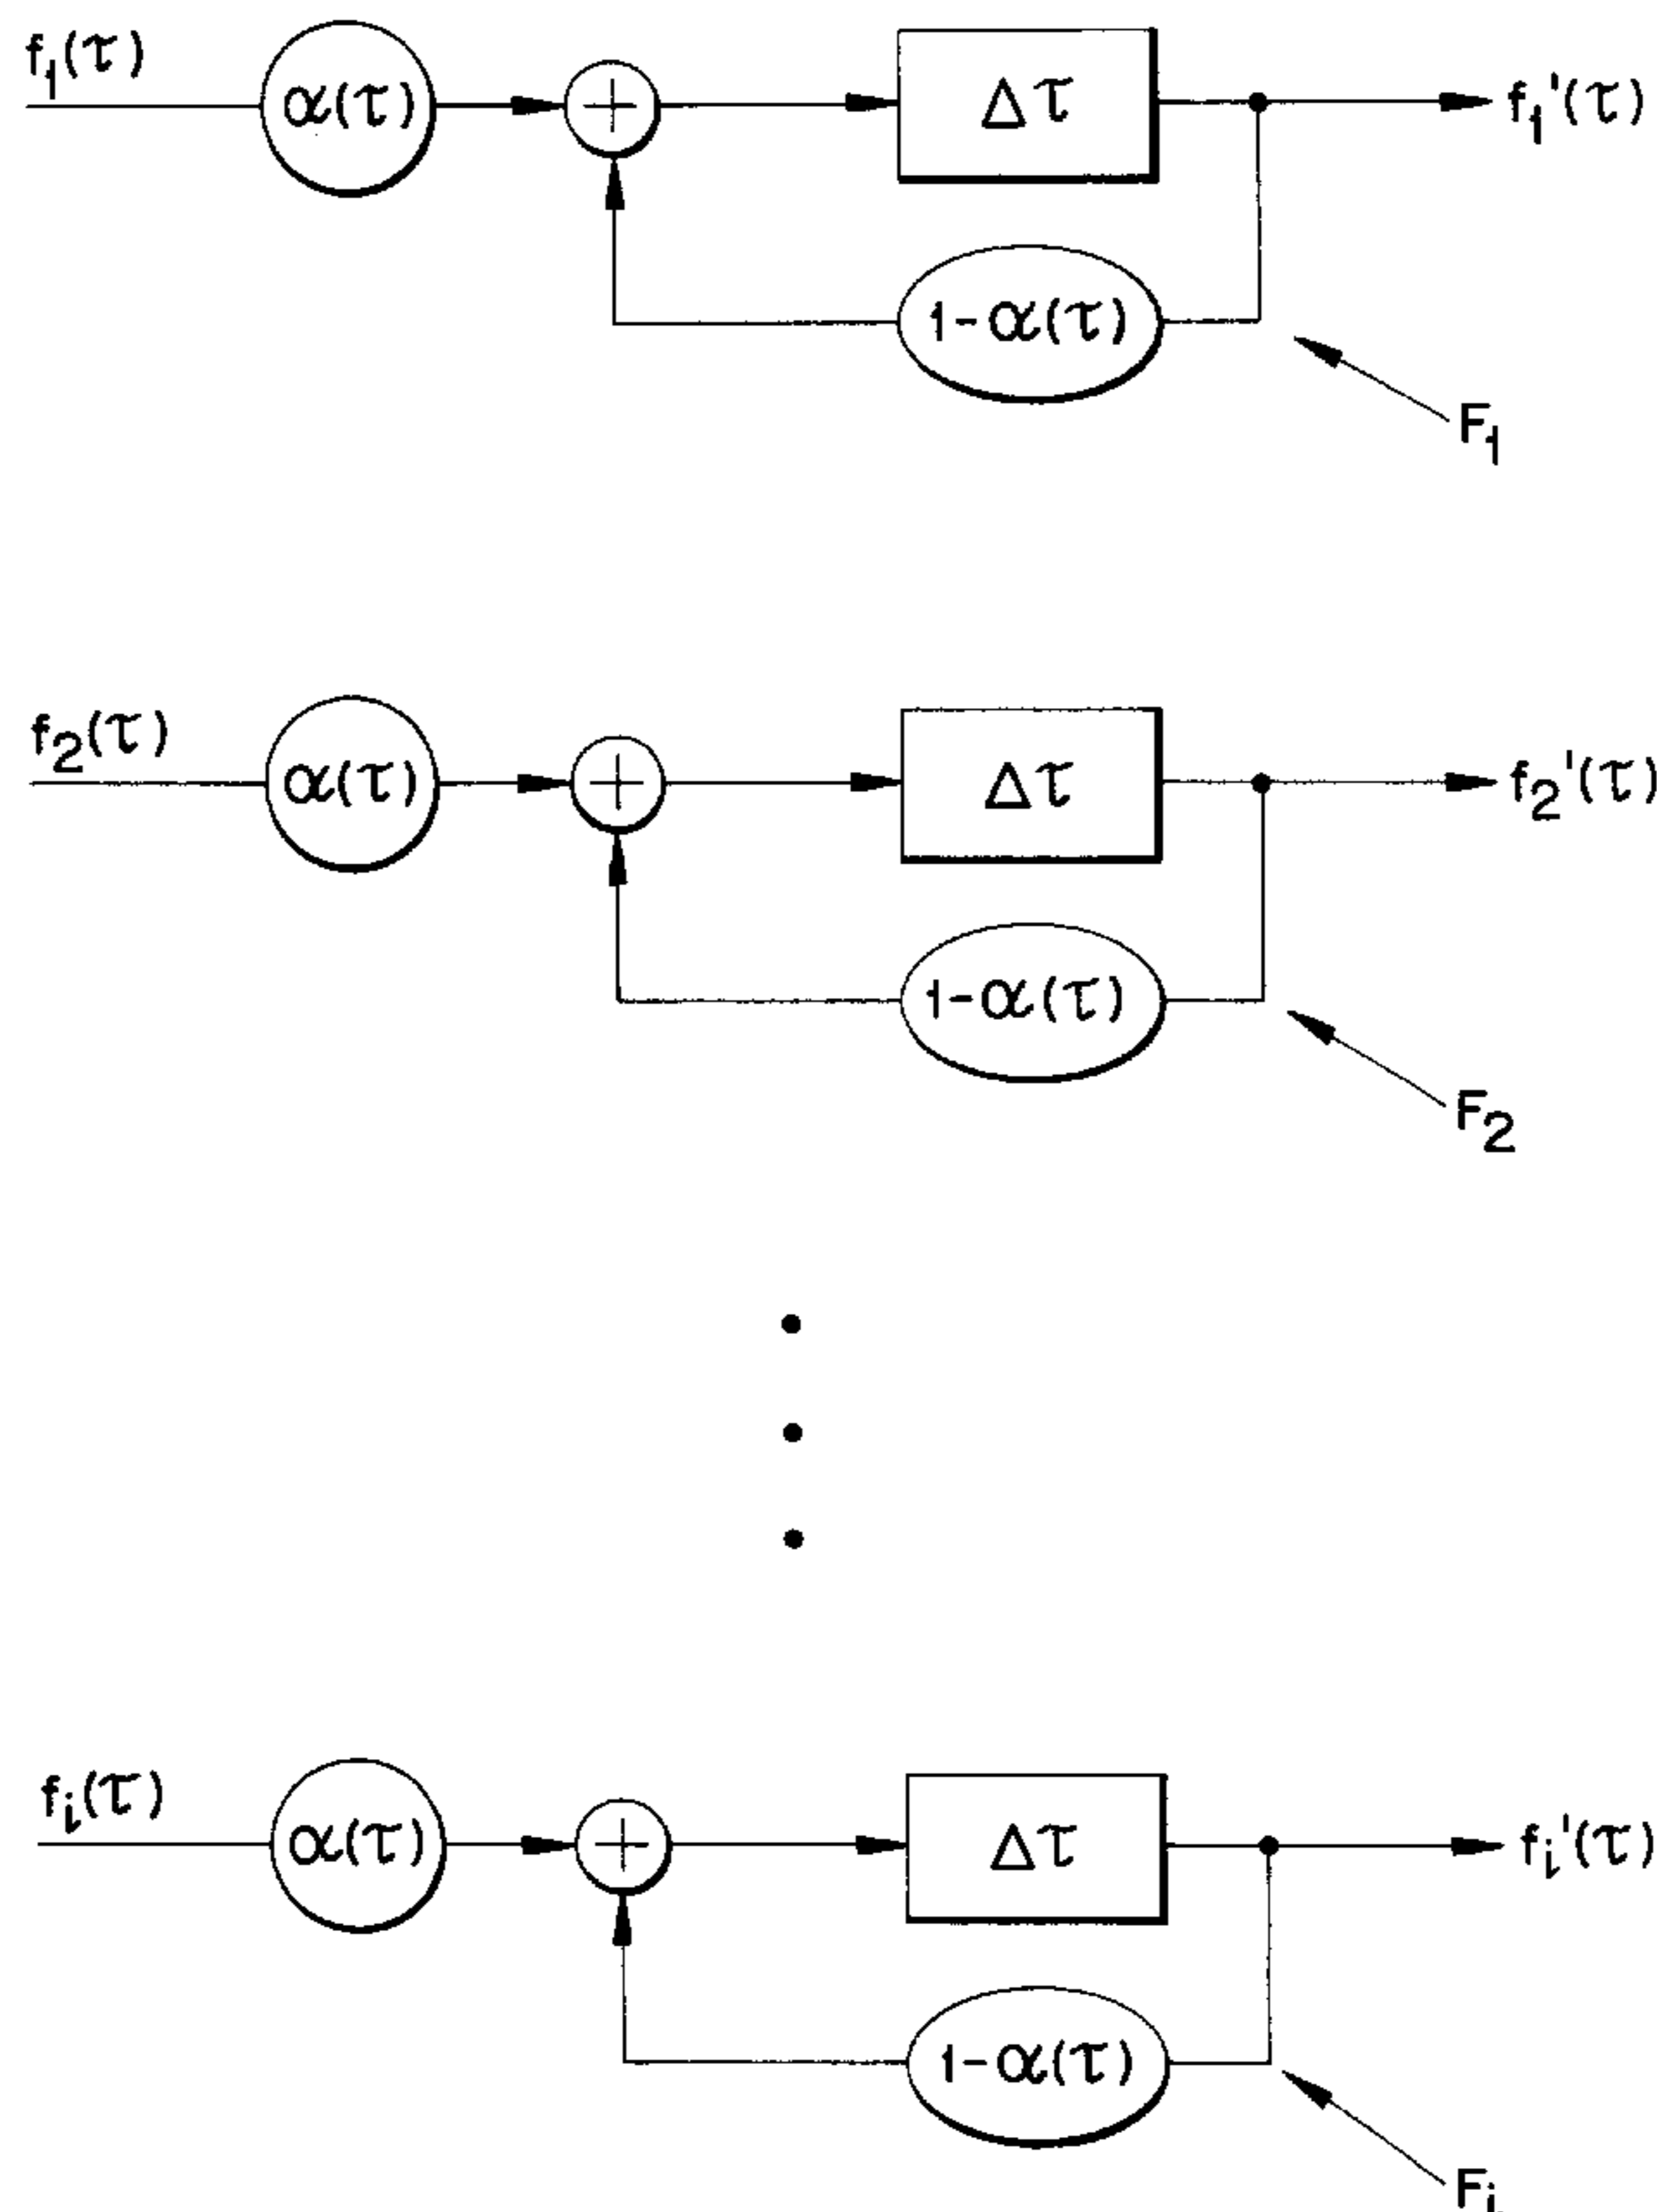 f₁(τ)
α(τ)
+
Δτ
f₁'(τ)
1-α(τ)
F₁
f₂(τ)
α(τ)
+
Δτ
f₂'(τ)
1-α(τ)
F₂
fᵢ(τ)
α(τ)
+
Δτ
fᵢ'(τ)
1-α(τ)
Fᵢ